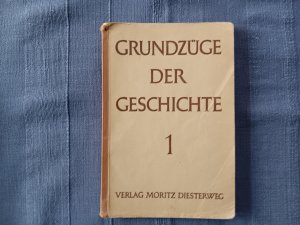 GRUNDZÜGE
DER
GESCHICHTE
1
VERLAG MORITZ DIESTERWEG